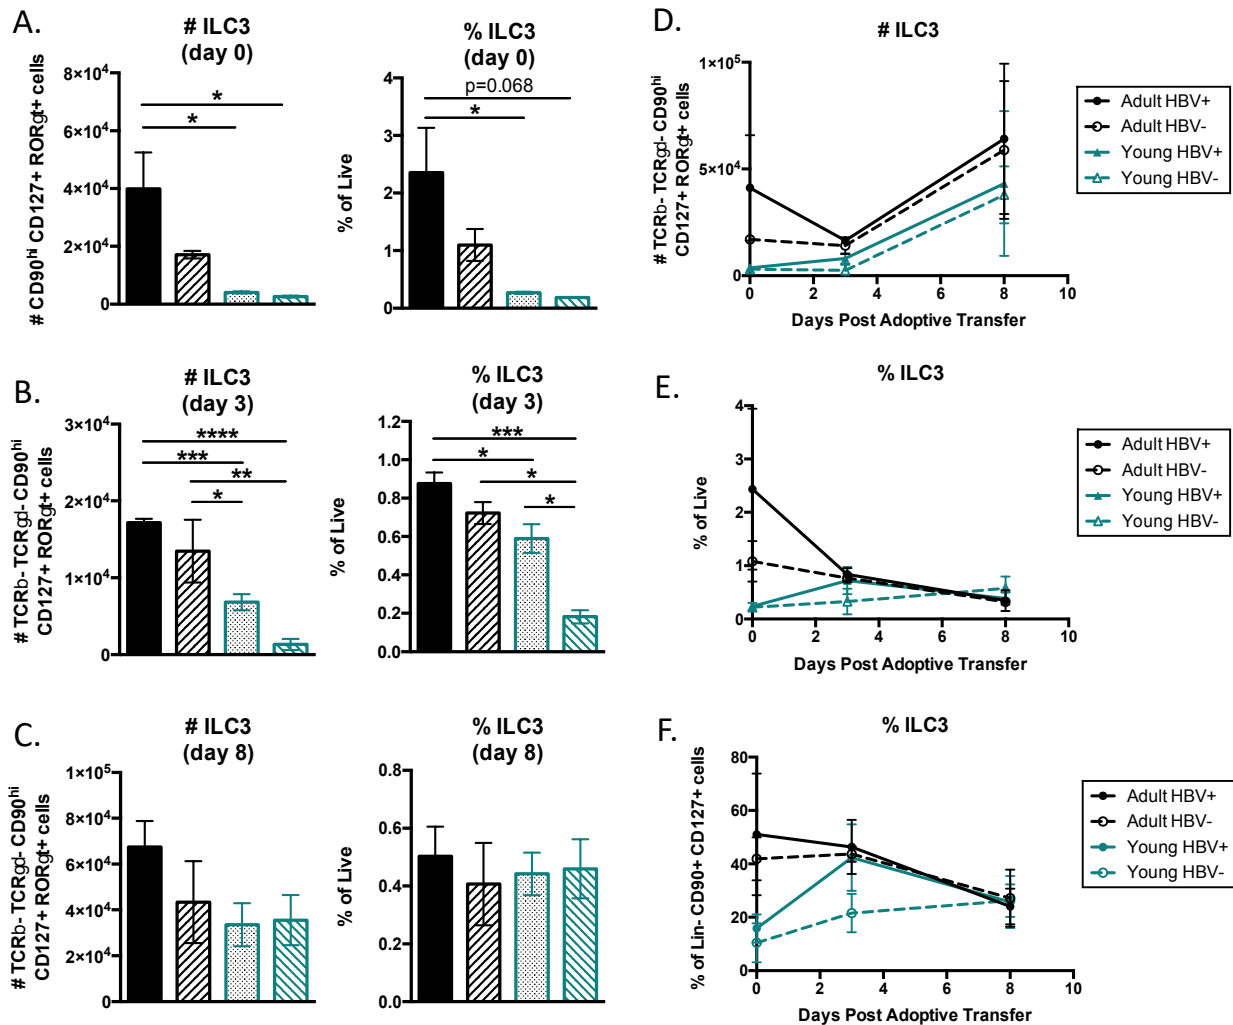 A.
# ILC3
(day 0)
# CD90hi CD127+ RORgt+ cells
8×10⁴
6×10⁴
4×10⁴
2×10⁴
0
*
*
% ILC3
(day 0)
% of Live
4
3
2
1
0
p=0.068
*
B.
# ILC3
(day 3)
# TCRb- TCRgd- CD90hi
CD127+ RORgt+ cells
3×10⁴
2×10⁴
1×10⁴
0
****
***
**
*
% ILC3
(day 3)
% of Live
1.2
1.0
0.8
0.6
0.4
0.2
0.0
***
*
*
*
C.
# ILC3
(day 8)
# TCRb- TCRgd- CD90hi
CD127+ RORgt+ cells
1×10⁵
8×10⁴
6×10⁴
4×10⁴
2×10⁴
0
% ILC3
(day 8)
% of Live
0.8
0.6
0.4
0.2
0.0
D.
# ILC3
# TCRb- TCRgd- CD90hi
CD127+ RORgt+ cells
1×10⁵
5×10⁴
0
0 2 4 6 8 10
Days Post Adoptive Transfer
Adult HBV+
Adult HBV-
Young HBV+
Young HBV-
E.
% ILC3
% of Live
4
3
2
1
0
0 2 4 6 8 10
Days Post Adoptive Transfer
Adult HBV+
Adult HBV-
Young HBV+
Young HBV-
F.
% ILC3
% of Lin- CD90+ CD127+ cells
80
60
40
20
0
0 2 4 6 8 10
Days Post Adoptive Transfer
Adult HBV+
Adult HBV-
Young HBV+
Young HBV-